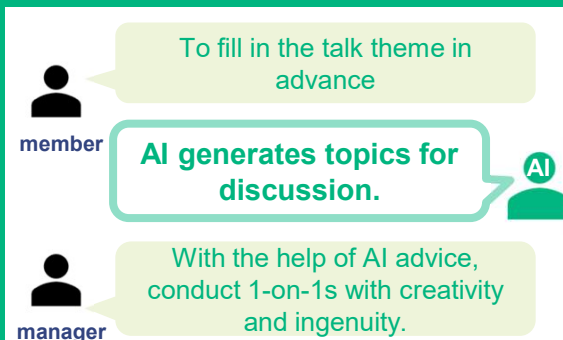 To fill in the talk theme in
advance
member
AI generates topics for
discussion.
AI
With the help of AI advice,
conduct 1-on-1s with creativity
and ingenuity.
manager